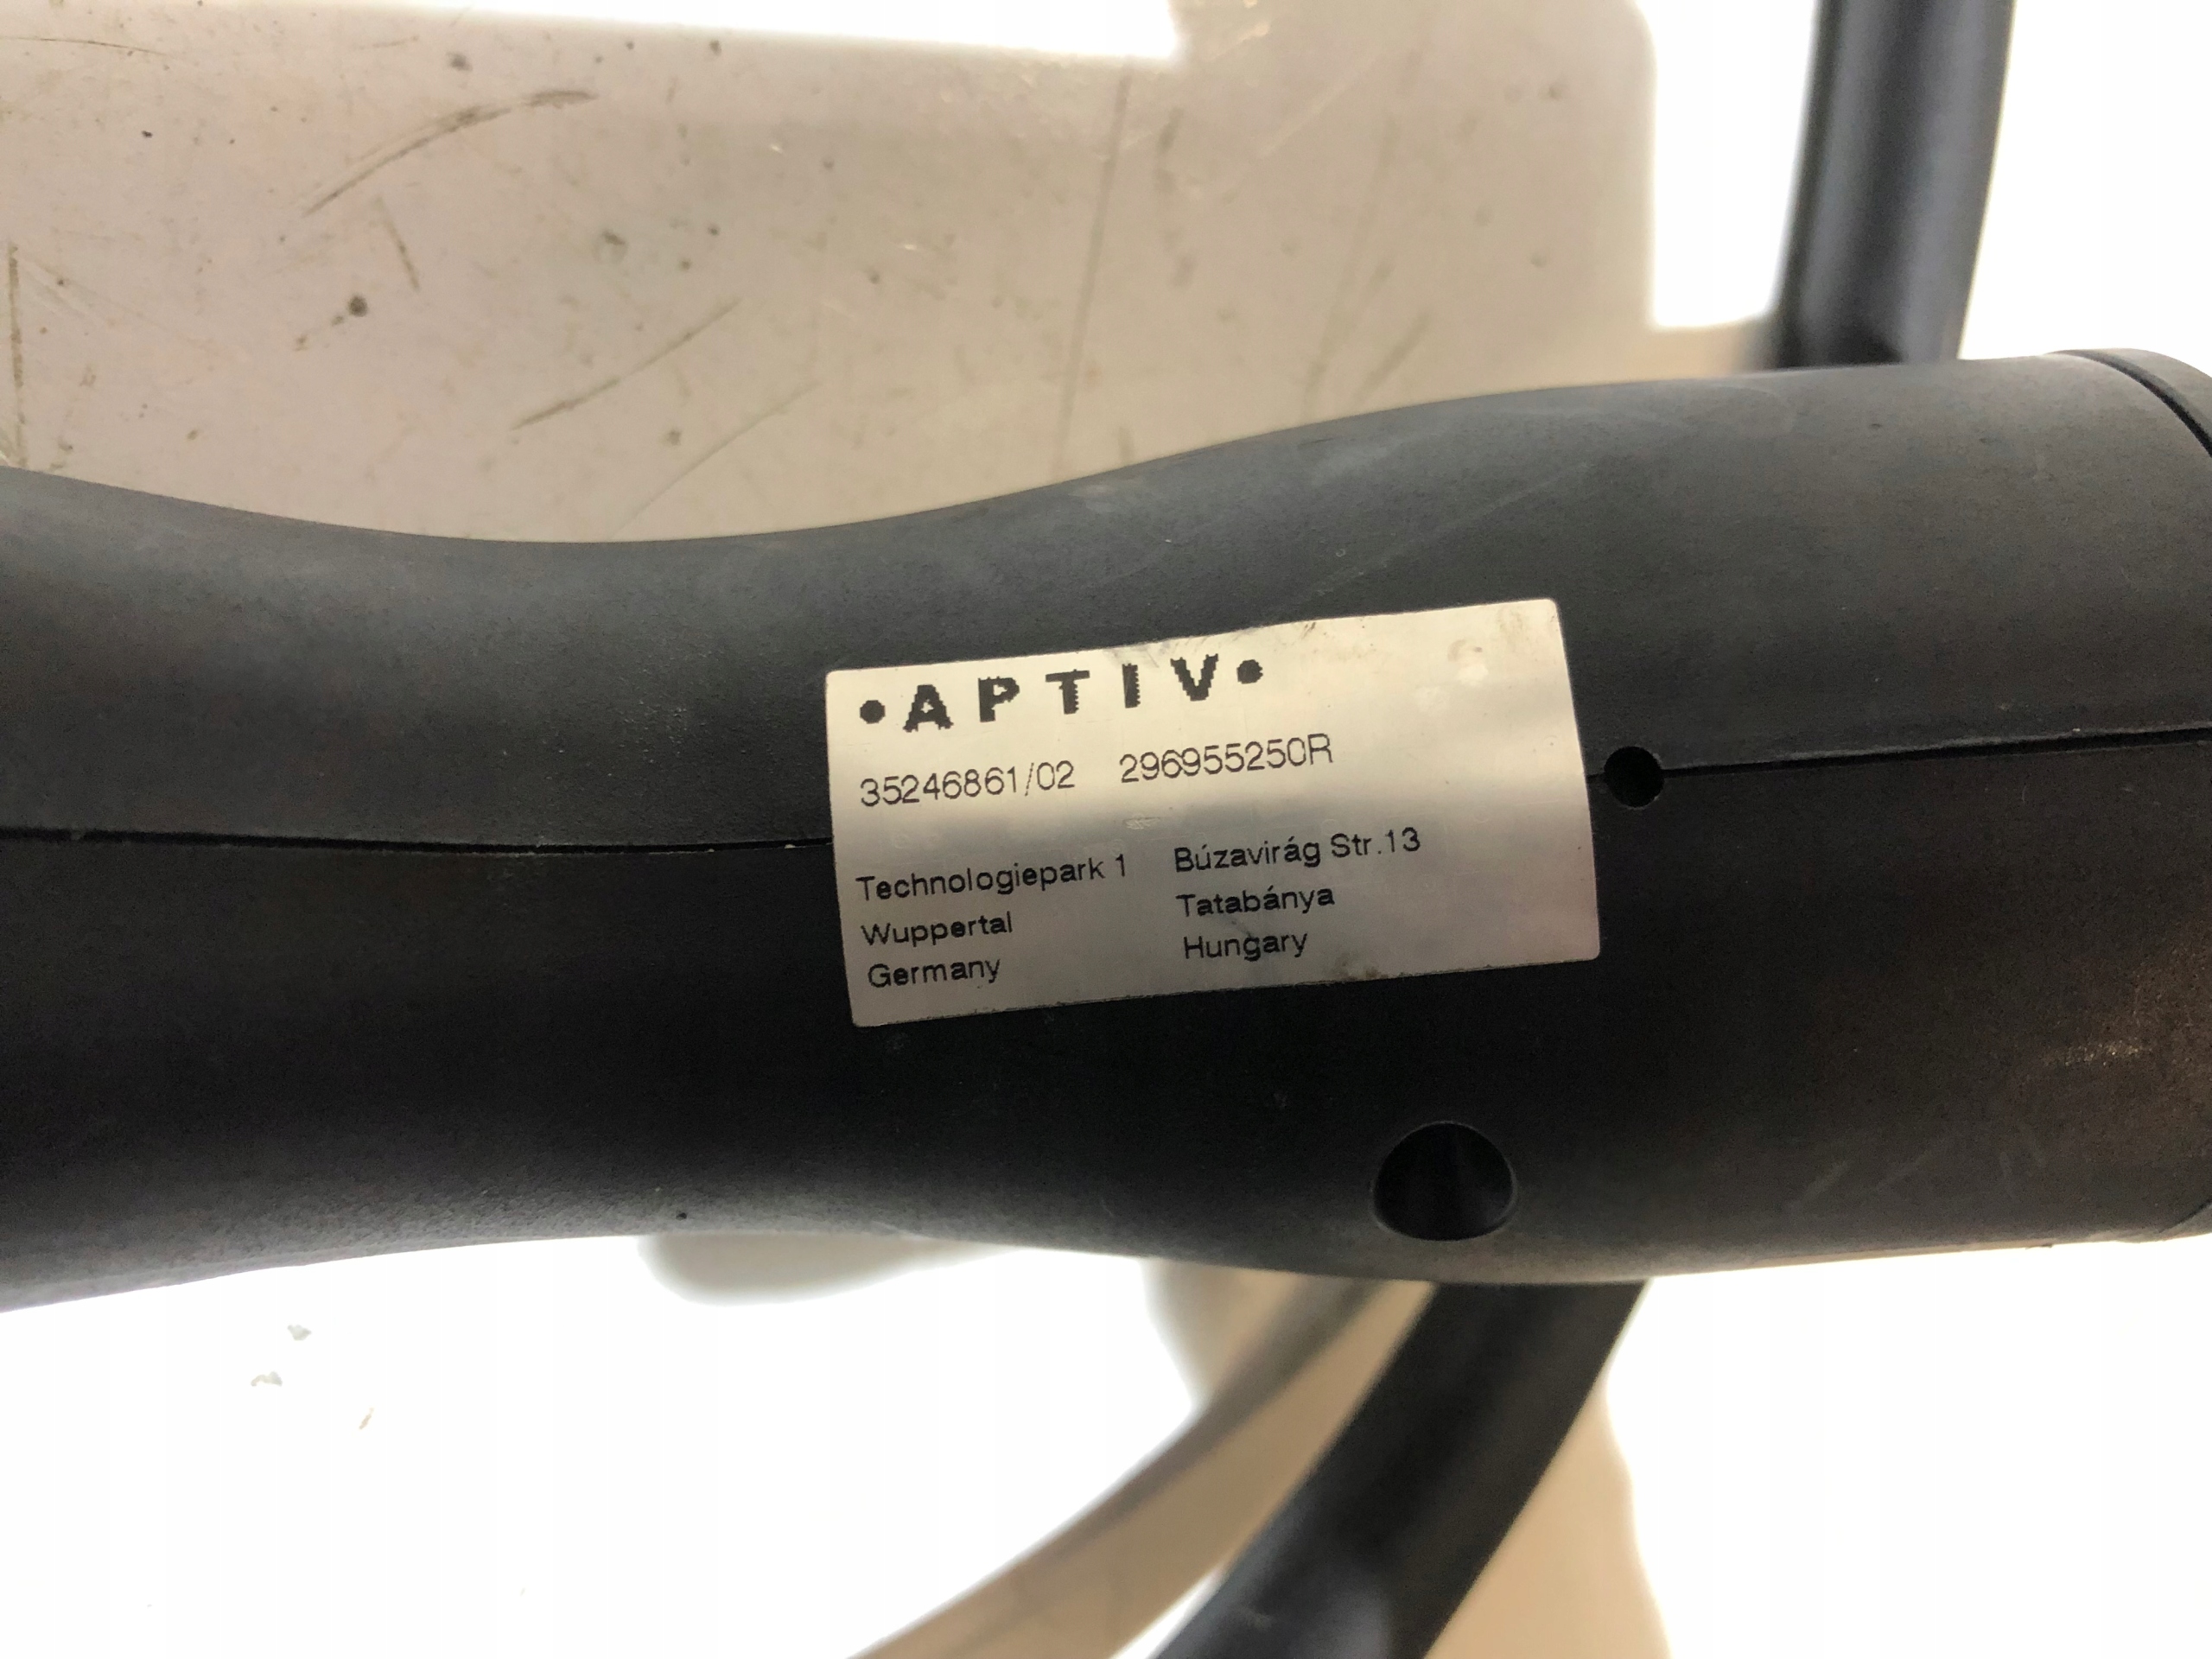 •APTIV•
35246861/02 296955250R
Technologiepark 1 Búzavirág Str.13
Wuppertal Tatabánya
Germany Hungary